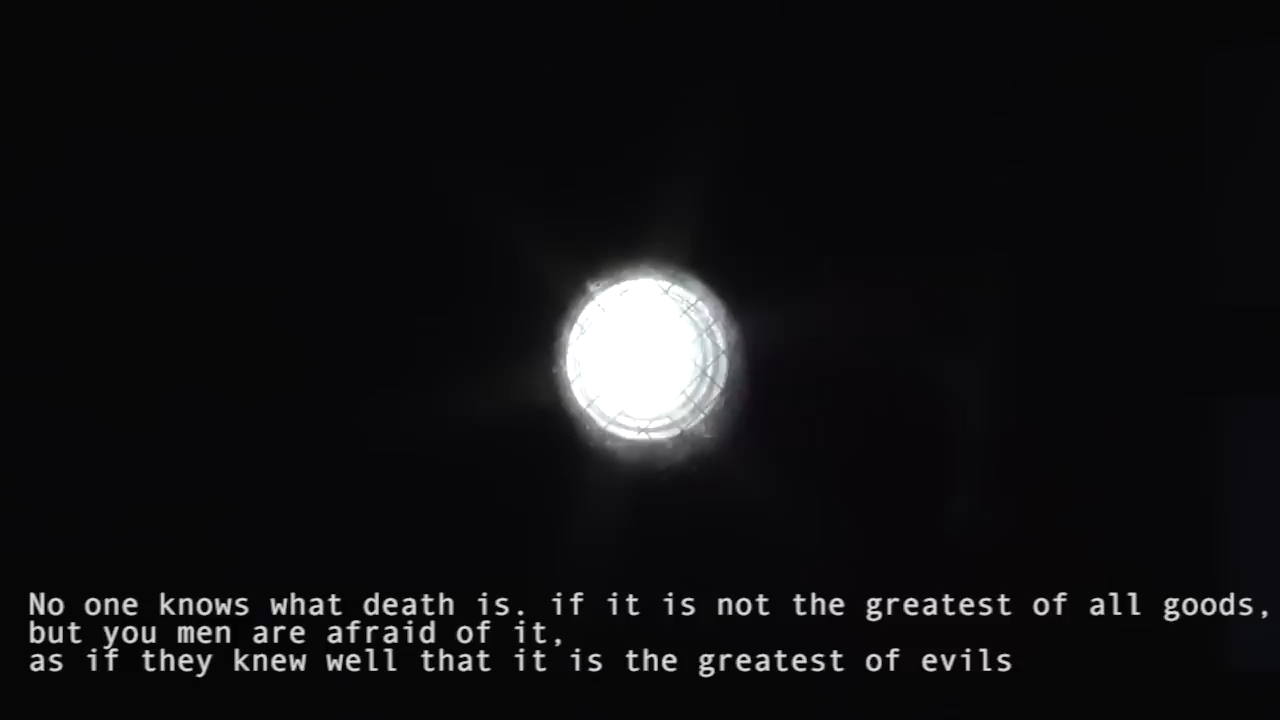 No one knows what death is. if it is not the greatest of all goods,
but you men are afraid of it,
as if they knew well that it is the greatest of evils